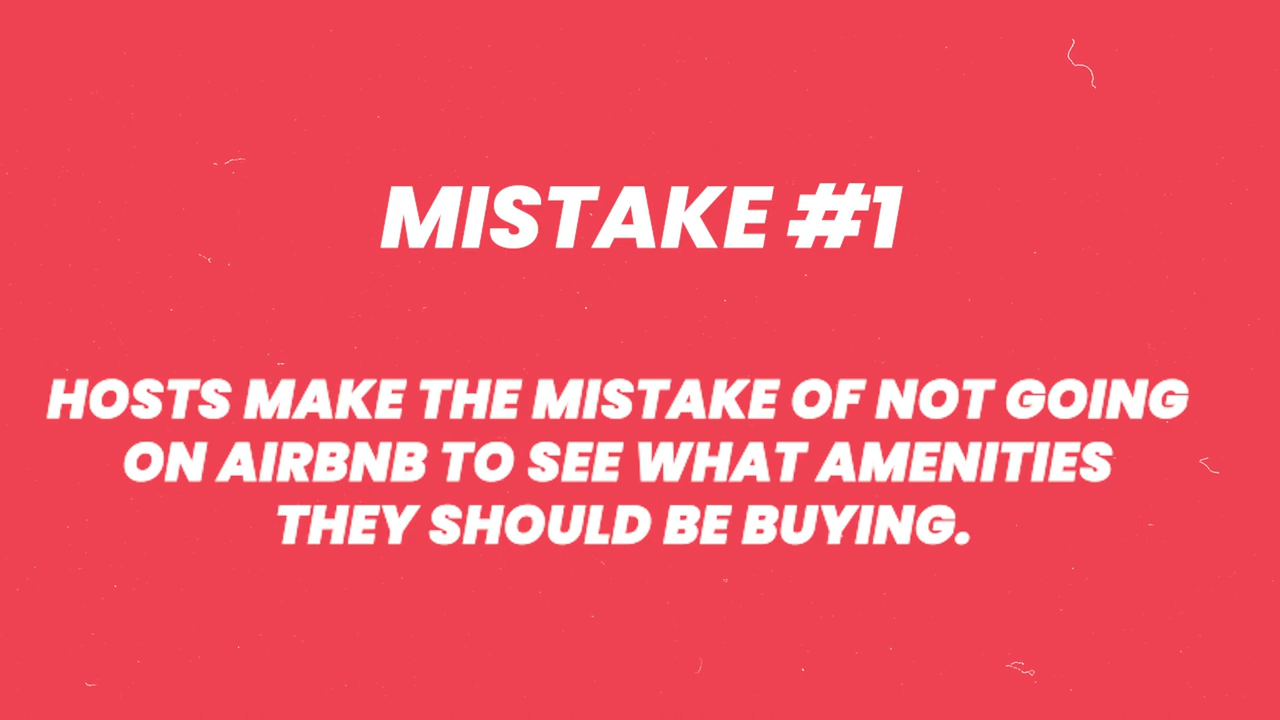 MISTAKE #1
HOSTS MAKE THE MISTAKE OF NOT GOING
ON AIRBNB TO SEE WHAT AMENITIES
THEY SHOULD BE BUYING.